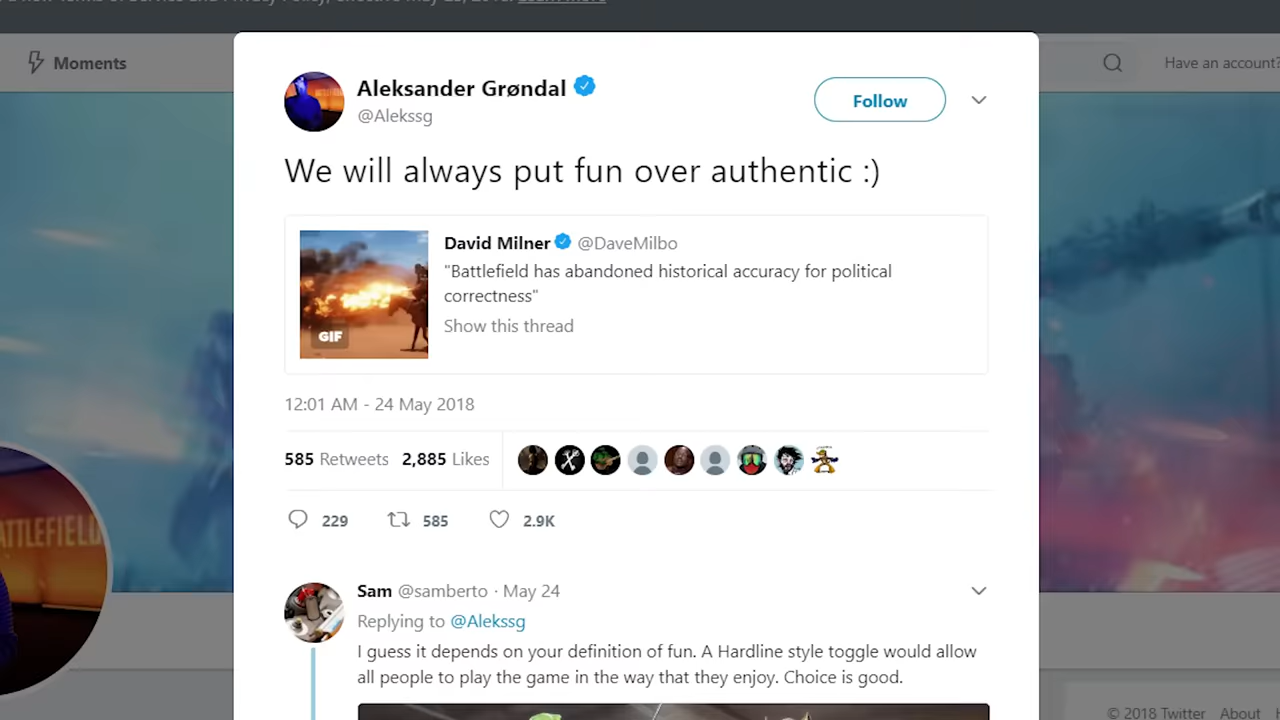 Learn more
Moments
Have an account?
Aleksander Grøndal
@Alekssg
Follow
We will always put fun over authentic :)
David Milner @DaveMilbo
"Battlefield has abandoned historical accuracy for political
correctness"
Show this thread
GIF
12:01 AM - 24 May 2018
585 Retweets 2,885 Likes
229 585 2.9K
BATTLEFIELD
Sam @samberto · May 24
Replying to @Alekssg
I guess it depends on your definition of fun. A Hardline style toggle would allow
all people to play the game in the way that they enjoy. Choice is good.
© 2018 Twitter About